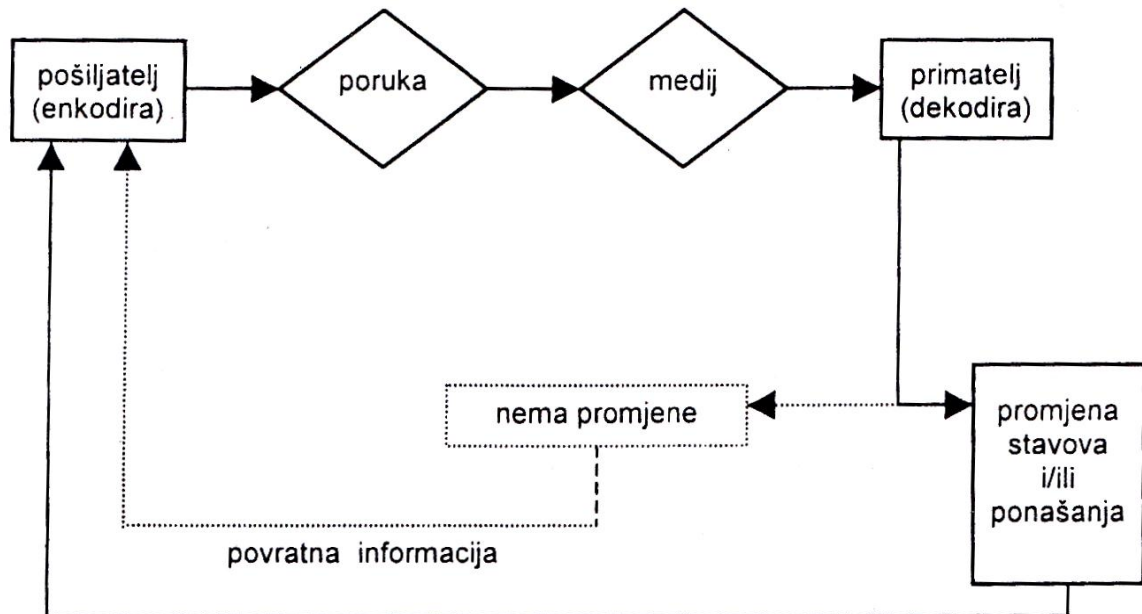 pošiljatelj
(enkodira)
poruka
medij
primatelj
(dekodira)
nema promjene
promjena
stavova
i/ili
ponašanja
povratna informacija